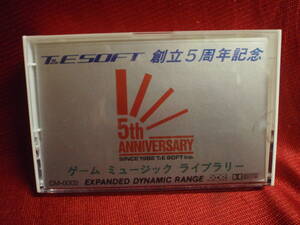 T&ESOFT 創立5周年記念
5th
ANNIVERSARY
SINCE 1982 T&E SOFT Inc.
ゲーム ミュージック ライブラリー
EXPANDED DYNAMIC RANGE